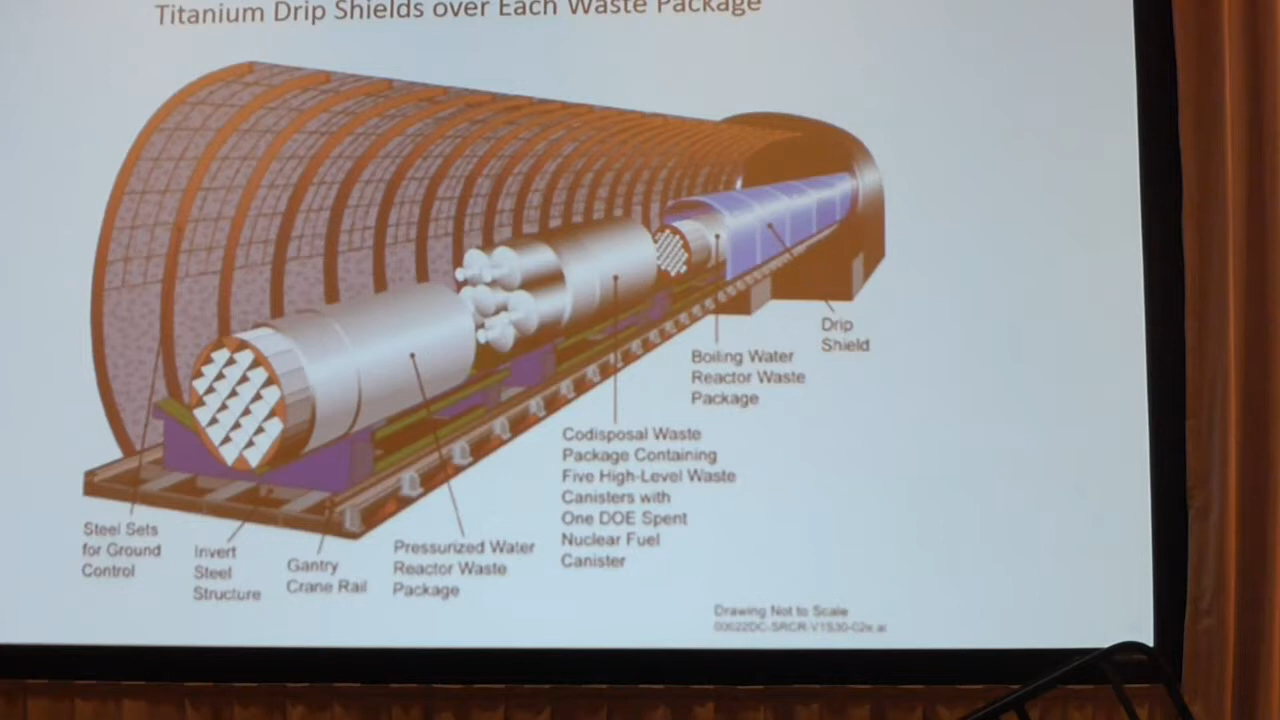 Titanium Drip Shields over Each Waste Package
Drip
Shield
Boiling Water
Reactor Waste
Package
Codisposal Waste
Package Containing
Five High-Level Waste
Canisters with
One DOE Spent
Nuclear Fuel
Canister
Pressurized Water
Reactor Waste
Package
Gantry
Crane Rail
Invert
Steel
Structure
Steel Sets
for Ground
Control
Drawing Not to Scale